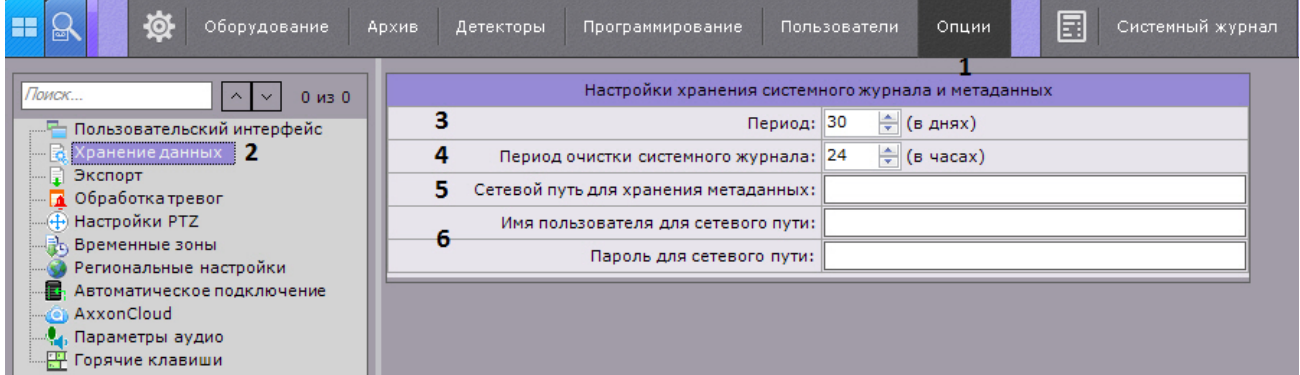 Оборудование
Архив
Детекторы
Программирование
Пользователи
Опции
Системный журнал
1
Поиск...
0 из 0
Пользовательский интерфейс
Хранение данных 2
Экспорт
Обработка тревог
Настройки PTZ
Временные зоны
Региональные настройки
Автоматическое подключение
AxxonCloud
Параметры аудио
Горячие клавиши
Настройки хранения системного журнала и метаданных
3 Период: 30 (в днях)
4 Период очистки системного журнала: 24 (в часах)
5 Сетевой путь для хранения метаданных:
Имя пользователя для сетевого пути:
6
Пароль для сетевого пути: